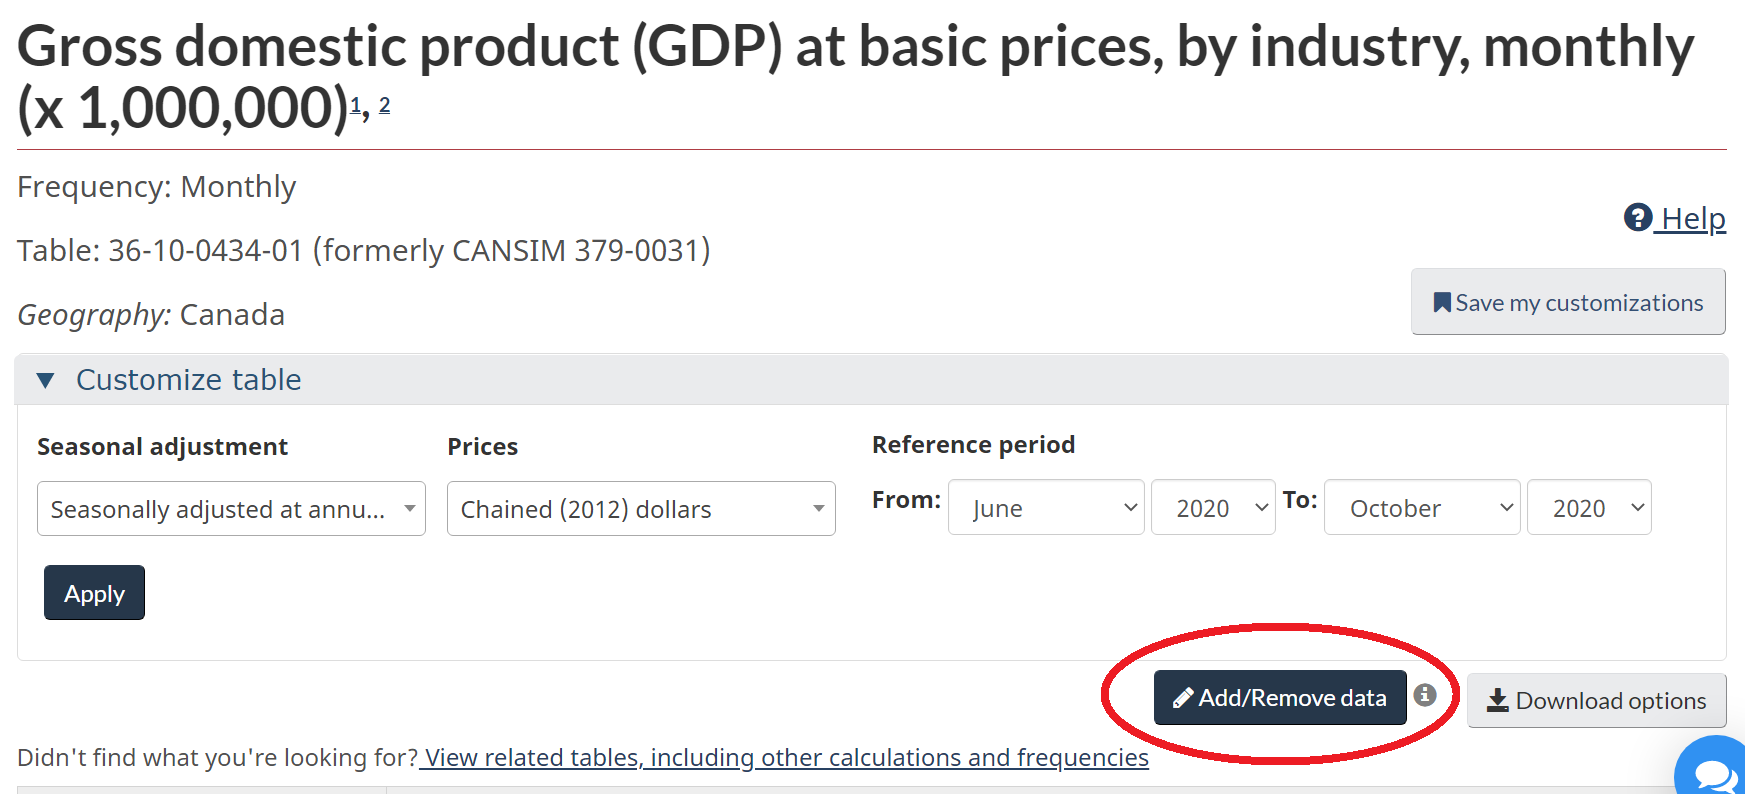 Gross domestic product (GDP) at basic prices, by industry, monthly
(x 1,000,000)1, 2
Frequency: Monthly
Help
Table: 36-10-0434-01 (formerly CANSIM 379-0031)
Save my customizations
Geography: Canada
Customize table
Seasonal adjustment Prices Reference period
Seasonally adjusted at annu... Chained (2012) dollars From: June 2020 To: October 2020
Apply
Add/Remove data Download options
Didn't find what you're looking for? View related tables, including other calculations and frequencies